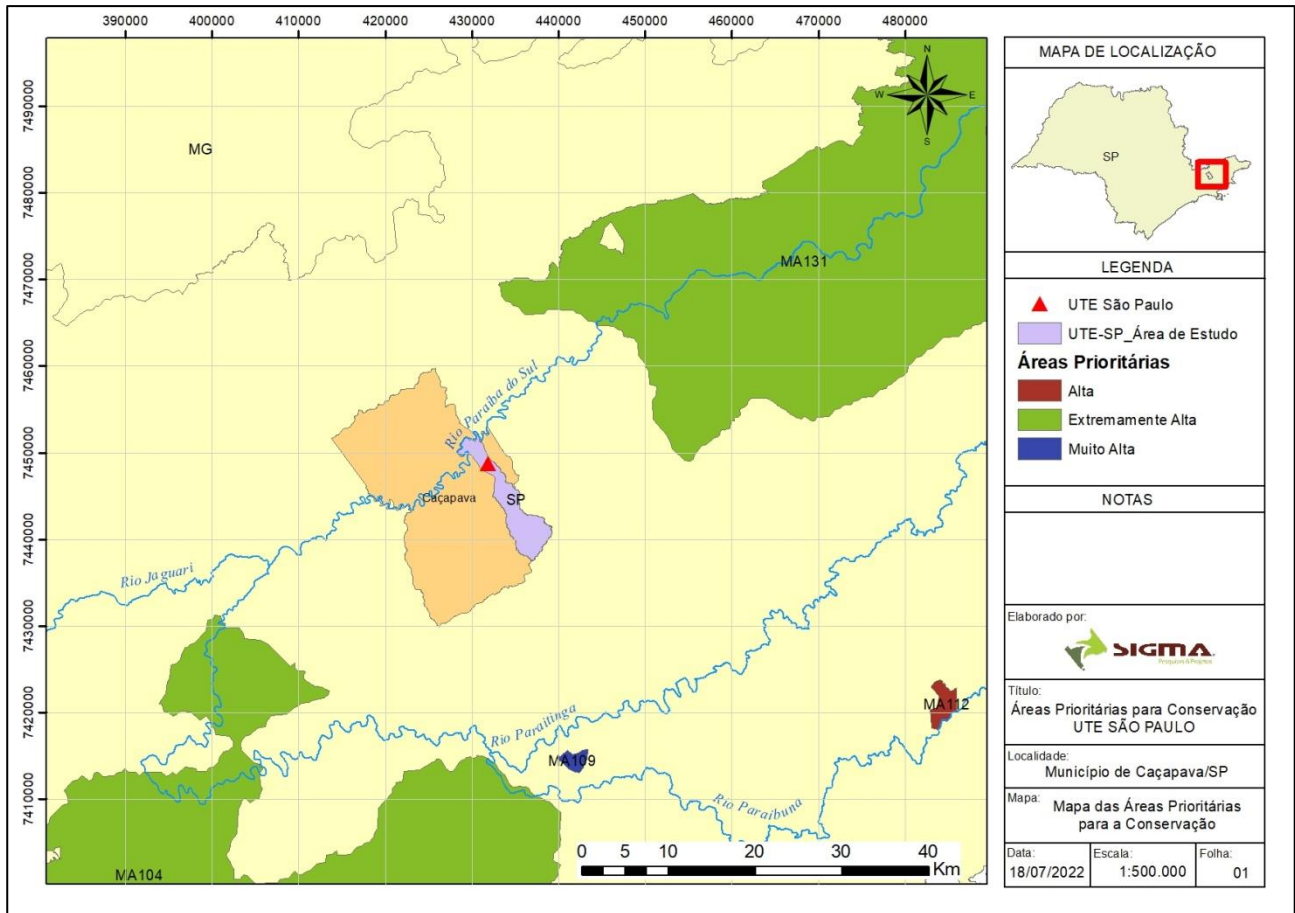 390000 400000 410000 420000 430000 440000 450000 460000 470000 480000
7490000
7480000
7470000
7460000
7450000
7440000
7430000
7420000
7410000
MG
N
W E
S
MA131
Rio Paraíba do Sul
Caçapava
SP
Rio Jaguari
MA112
Rio Paraitinga
MA109
Rio Paraibuna
MA104
0 5 10 20 30 40
Km
MAPA DE LOCALIZAÇÃO
SP
LEGENDA
UTE São Paulo
UTE-SP_Área de Estudo
Áreas Prioritárias
Alta
Extremamente Alta
Muito Alta
NOTAS
Elaborado por:
SIGMA
Pesquisas & Projetos
Título:
Áreas Prioritárias para Conservação
UTE SÃO PAULO
Localidade:
Município de Caçapava/SP
Mapa:
Mapa das Áreas Prioritárias
para a Conservação
Data: Escala: Folha:
18/07/2022 1:500.000 01